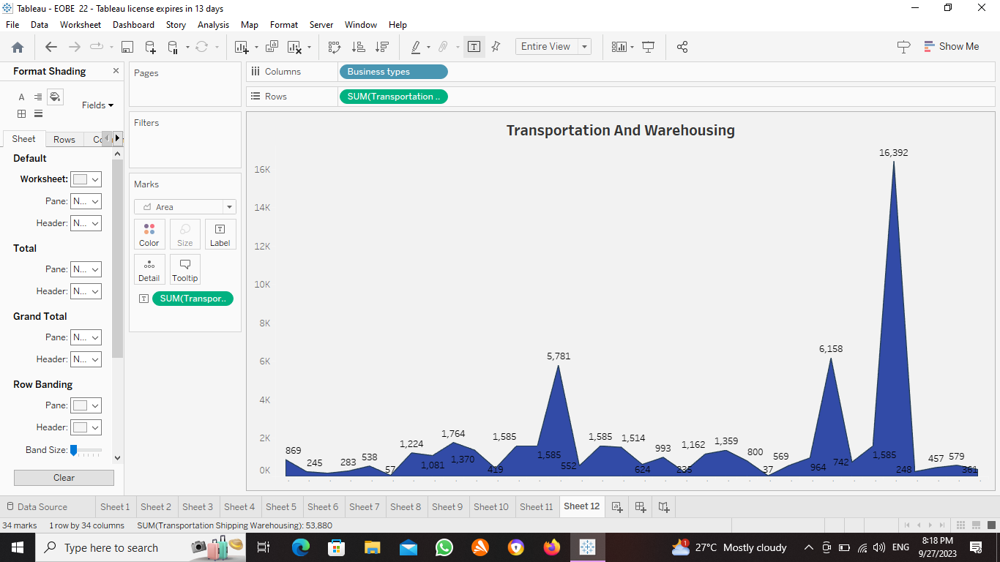 Tableau - EOBE 22 - Tableau license expires in 13 days
File Data Worksheet Dashboard Story Analysis Map Format Server Window Help
Entire View
Show Me
Format Shading
Fields
Sheet Rows
Default
Worksheet:
Pane: N...
Header: N...
Total
Pane: N...
Header: N...
Grand Total
Pane: N...
Header: N...
Row Banding
Pane:
Header:
Band Size:
Clear
Pages
Filters
Marks
Area
Color Size Label
Detail Tooltip
SUM(Transpor..
Columns Business types
Rows SUM(Transportation ..
Transportation And Warehousing
16K
14K
12K
10K
8K
6K
4K
2K
0K
869
245
283
538
57
1,224
1,081
1,764
1,370
419
1,585
1,585
5,781
552
1,585
1,514
624
993
235
1,162
1,359
800
37
569
964
6,158
742
1,585
16,392
248
457
579
361
Data Source Sheet 1 Sheet 2 Sheet 3 Sheet 4 Sheet 5 Sheet 6 Sheet 7 Sheet 8 Sheet 9 Sheet 10 Sheet 11 Sheet 12
34 marks 1 row by 34 columns SUM(Transportation Shipping Warehousing): 53,880
Type here to search
1
27°C Mostly cloudy
ENG
8:18 PM
9/27/2023